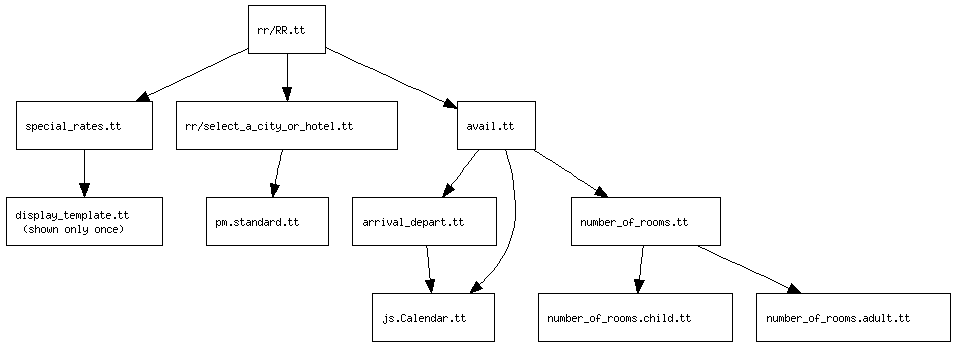 rr/RR.tt
special_rates.tt
rr/select_a_city_or_hotel.tt
avail.tt
display_template.tt
(shown only once)
pm.standard.tt
arrival_depart.tt
number_of_rooms.tt
js.Calendar.tt
number_of_rooms.child.tt
number_of_rooms.adult.tt